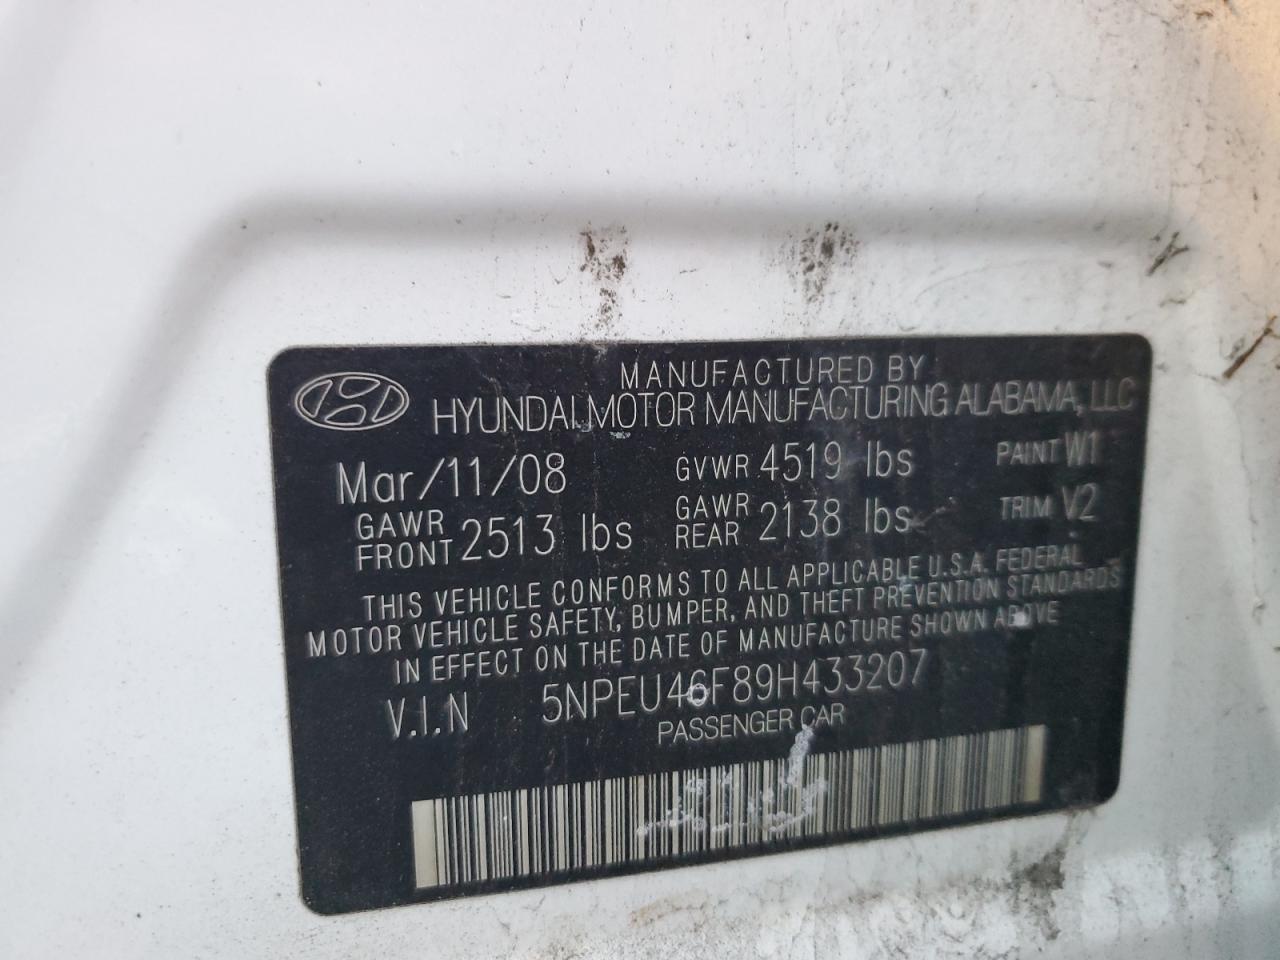 MANUFACTURED BY
HYUNDAI MOTOR MANUFACTURING ALABAMA, LLC
Mar/11/08 GVWR 4519 lbs PAINT W1
GAWR FRONT 2513 lbs GAWR REAR 2138 lbs TRIM V2
THIS VEHICLE CONFORMS TO ALL APPLICABLE U.S.A. FEDERAL
MOTOR VEHICLE SAFETY, BUMPER, AND THEFT PREVENTION STANDARDS
IN EFFECT ON THE DATE OF MANUFACTURE SHOWN ABOVE
V.I.N 5NPEU46F89H433207
PASSENGER CAR